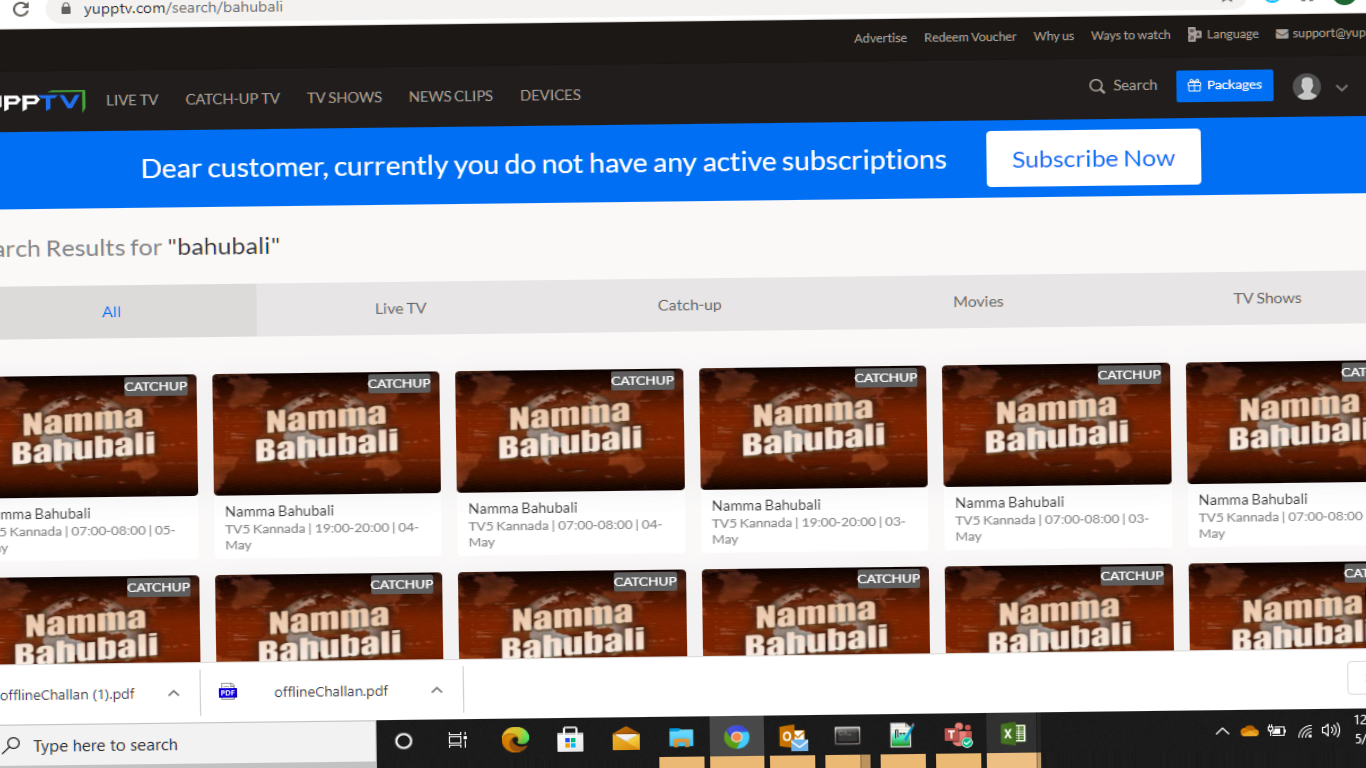 yupptv.com/search/bahubali
Advertise Redeem Voucher Why us Ways to watch Language support@yup
UPPTV LIVE TV CATCH-UP TV TV SHOWS NEWS CLIPS DEVICES Search Packages
Dear customer, currently you do not have any active subscriptions Subscribe Now
arch Results for "bahubali"
All Live TV Catch-up Movies TV Shows
CATCHUP CATCHUP CATCHUP CATCHUP CATCHUP CAT
Namma Namma Namma Namma Namma Namma
Bahubali Bahubali Bahubali Bahubali Bahubali Bahubali
mma Bahubali Namma Bahubali Namma Bahubali Namma Bahubali Namma Bahubali Namma Bahubali
V5 Kannada | 07:00-08:00 | 05- TV5 Kannada | 19:00-20:00 | 04- TV5 Kannada | 07:00-08:00 | 04- TV5 Kannada | 19:00-20:00 | 03- TV5 Kannada | 07:00-08:00 | 03- TV5 Kannada | 07:00-08:00
y May May May May May
CATCHUP CATCHUP CATCHUP CATCHUP CATCHUP CAT
Namma Namma Namma Namma Namma Namma
Bahubali Bahubali Bahubali Bahubali Bahubali Bahubali
offlineChallan (1).pdf PDF offlineChallan.pdf
Type here to search 12
5/